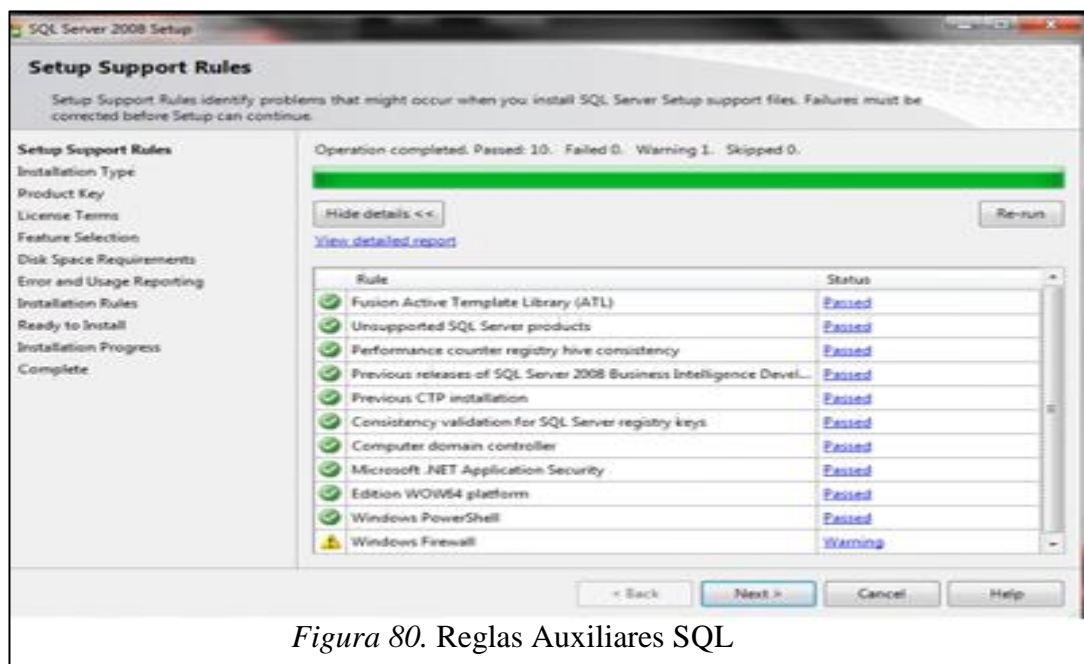 SQL Server 2008 Setup
Setup Support Rules
Setup Support Rules identify problems that might occur when you install SQL Server Setup support files. Failures must be
corrected before Setup can continue.
Setup Support Rules
Installation Type
Product Key
License Terms
Feature Selection
Disk Space Requirements
Error and Usage Reporting
Installation Rules
Ready to Install
Installation Progress
Complete
Operation completed. Passed: 10. Failed 0. Warning 1. Skipped 0.
Hide details <<
Re-run
View detailed report
Rule Status
Fusion Active Template Library (ATL) Passed
Unsupported SQL Server products Passed
Performance counter registry hive consistency Passed
Previous releases of SQL Server 2008 Business Intelligence Devel... Passed
Previous CTP installation Passed
Consistency validation for SQL Server registry keys Passed
Computer domain controller Passed
Microsoft .NET Application Security Passed
Edition WOW64 platform Passed
Windows PowerShell Passed
Windows Firewall Warning
< Back Next > Cancel Help
Figura 80. Reglas Auxiliares SQL